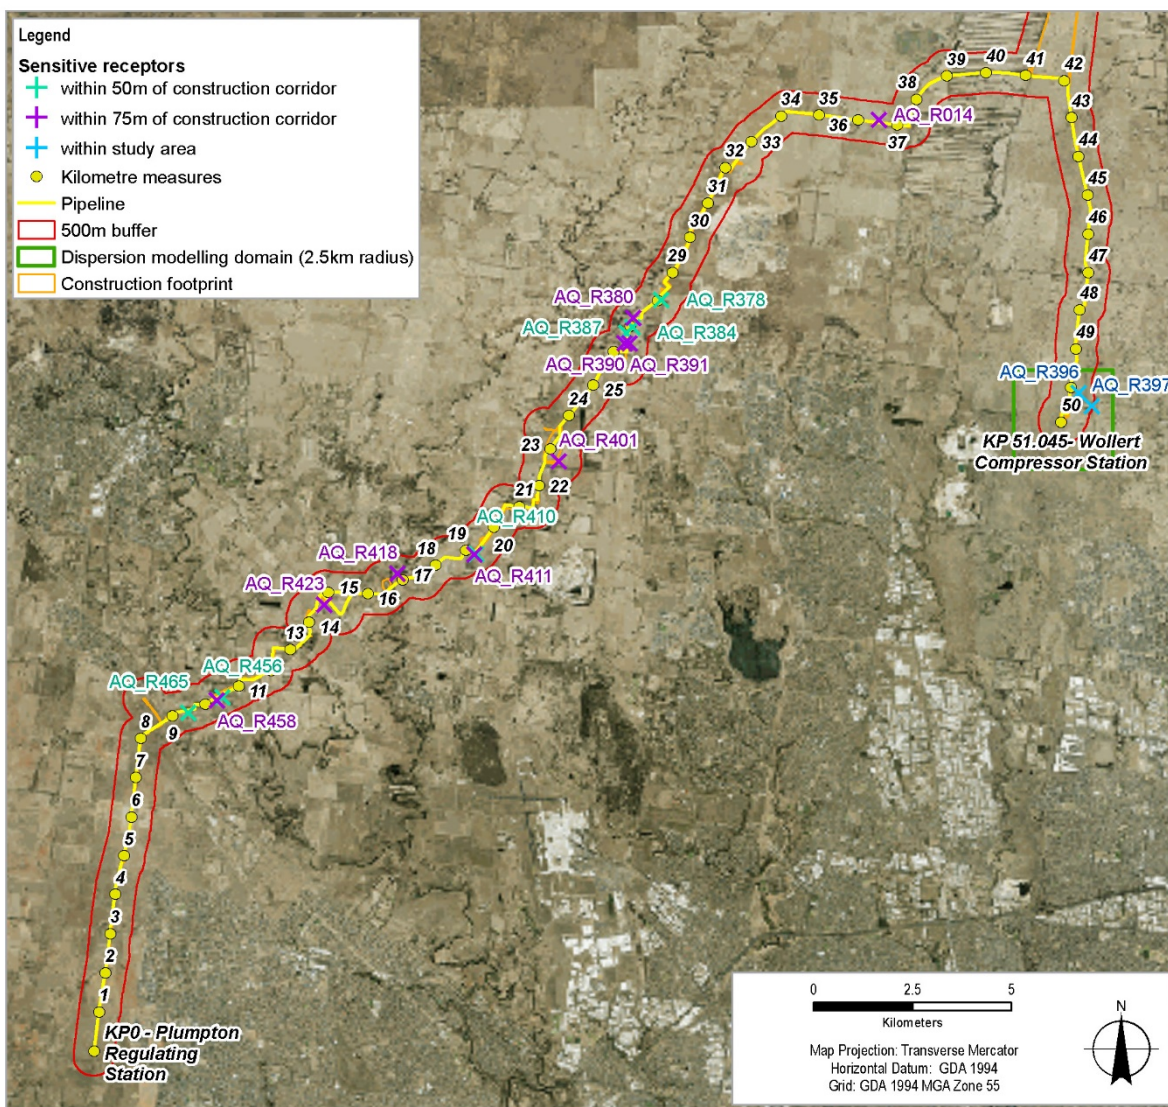 Legend
Sensitive receptors
within 50m of construction corridor
within 75m of construction corridor
within study area
Kilometre measures
Pipeline
500m buffer
Dispersion modelling domain (2.5km radius)
Construction footprint
34
35
36
37
38
39
40
41
42
43
44
45
46
47
48
49
50
AQ_R014
33
32
31
30
29
AQ_R380
AQ_R378
AQ_R387
AQ_R384
AQ_R390
AQ_R391
25
24
23
AQ_R401
22
21
AQ_R410
20
19
AQ_R411
18
AQ_R418
17
16
15
AQ_R423
14
13
AQ_R456
AQ_R465
11
AQ_R458
9
8
7
6
5
4
3
2
1
KP0 - Plumpton
Regulating
Station
AQ_R396
AQ_R397
KP 51.045- Wollert
Compressor Station
0 2.5 5
Kilometers
N
Map Projection: Transverse Mercator
Horizontal Datum: GDA 1994
Grid: GDA 1994 MGA Zone 55